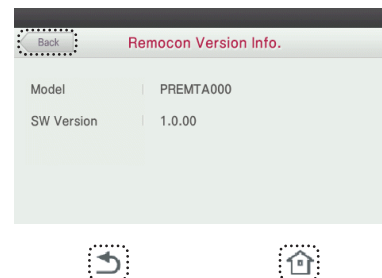 Back
Remocon Version Info.
Model PREMTA000
SW Version 1.0.00